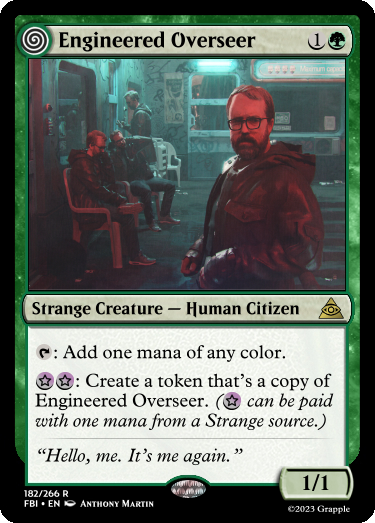 Engineered Overseer 1
Strange Creature — Human Citizen
: Add one mana of any color.
: Create a token that's a copy of
Engineered Overseer. ( can be paid
with one mana from a Strange source.)
“Hello, me. It's me again.”
1/1
182/266 R
FBI • EN Anthony Martin
©2023 Grapple